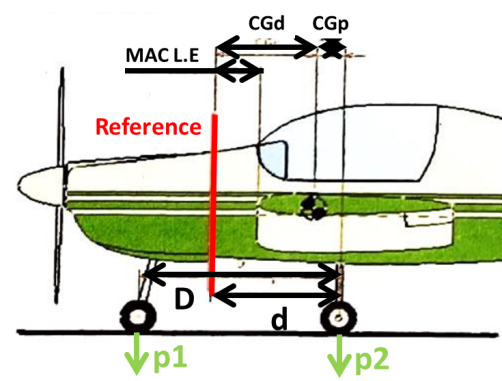 CGd CGp
MAC L.E
Reference
D
d
p1 p2